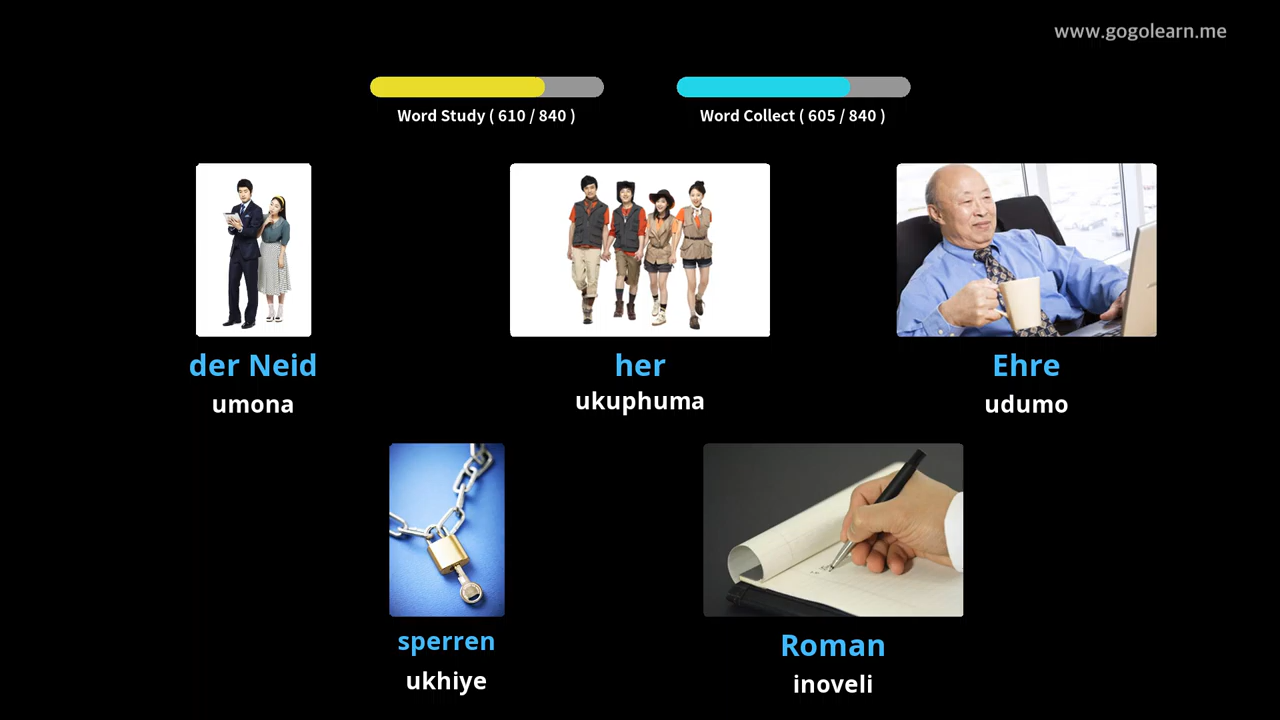 www.gogolearn.me
Word Study ( 610 / 840 )
Word Collect ( 605 / 840 )
der Neid
umona
her
ukuphuma
Ehre
udumo
sperren
ukhiye
Roman
inoveli